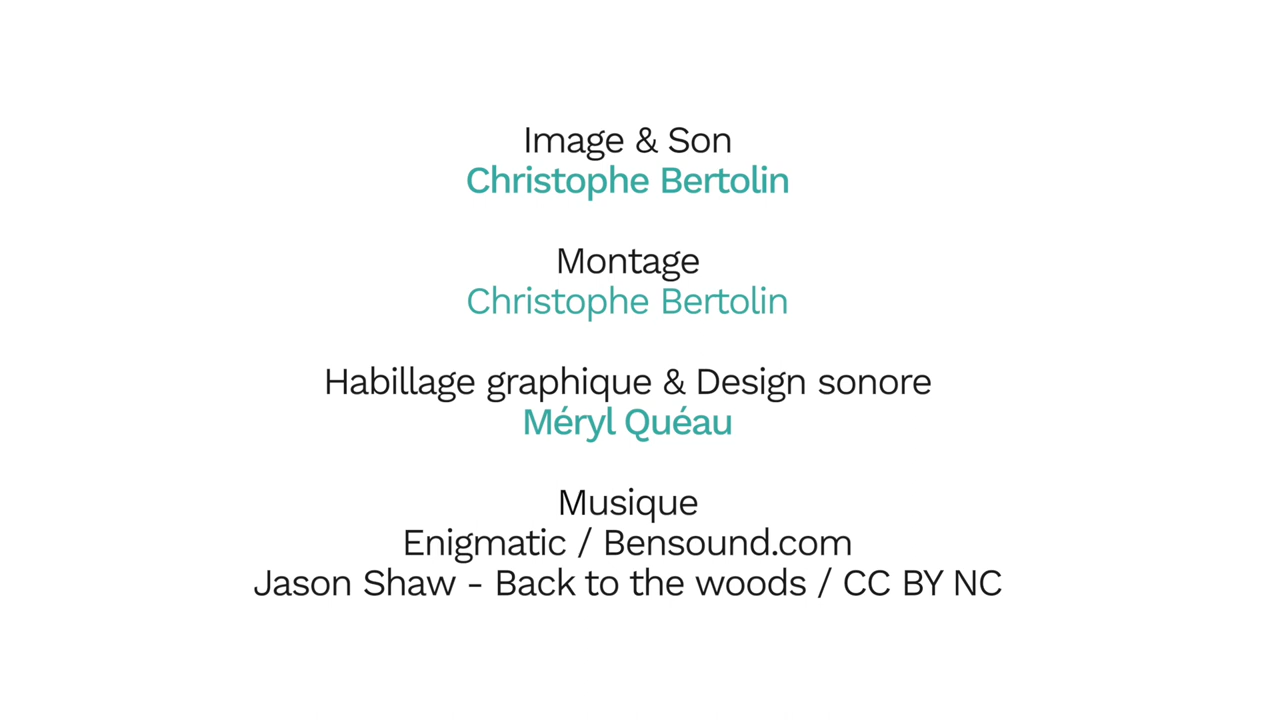 Image & Son
Christophe Bertolin
Montage
Christophe Bertolin
Habillage graphique & Design sonore
Méryl Quéau
Musique
Enigmatic / Bensound.com
Jason Shaw - Back to the woods / CC BY NC